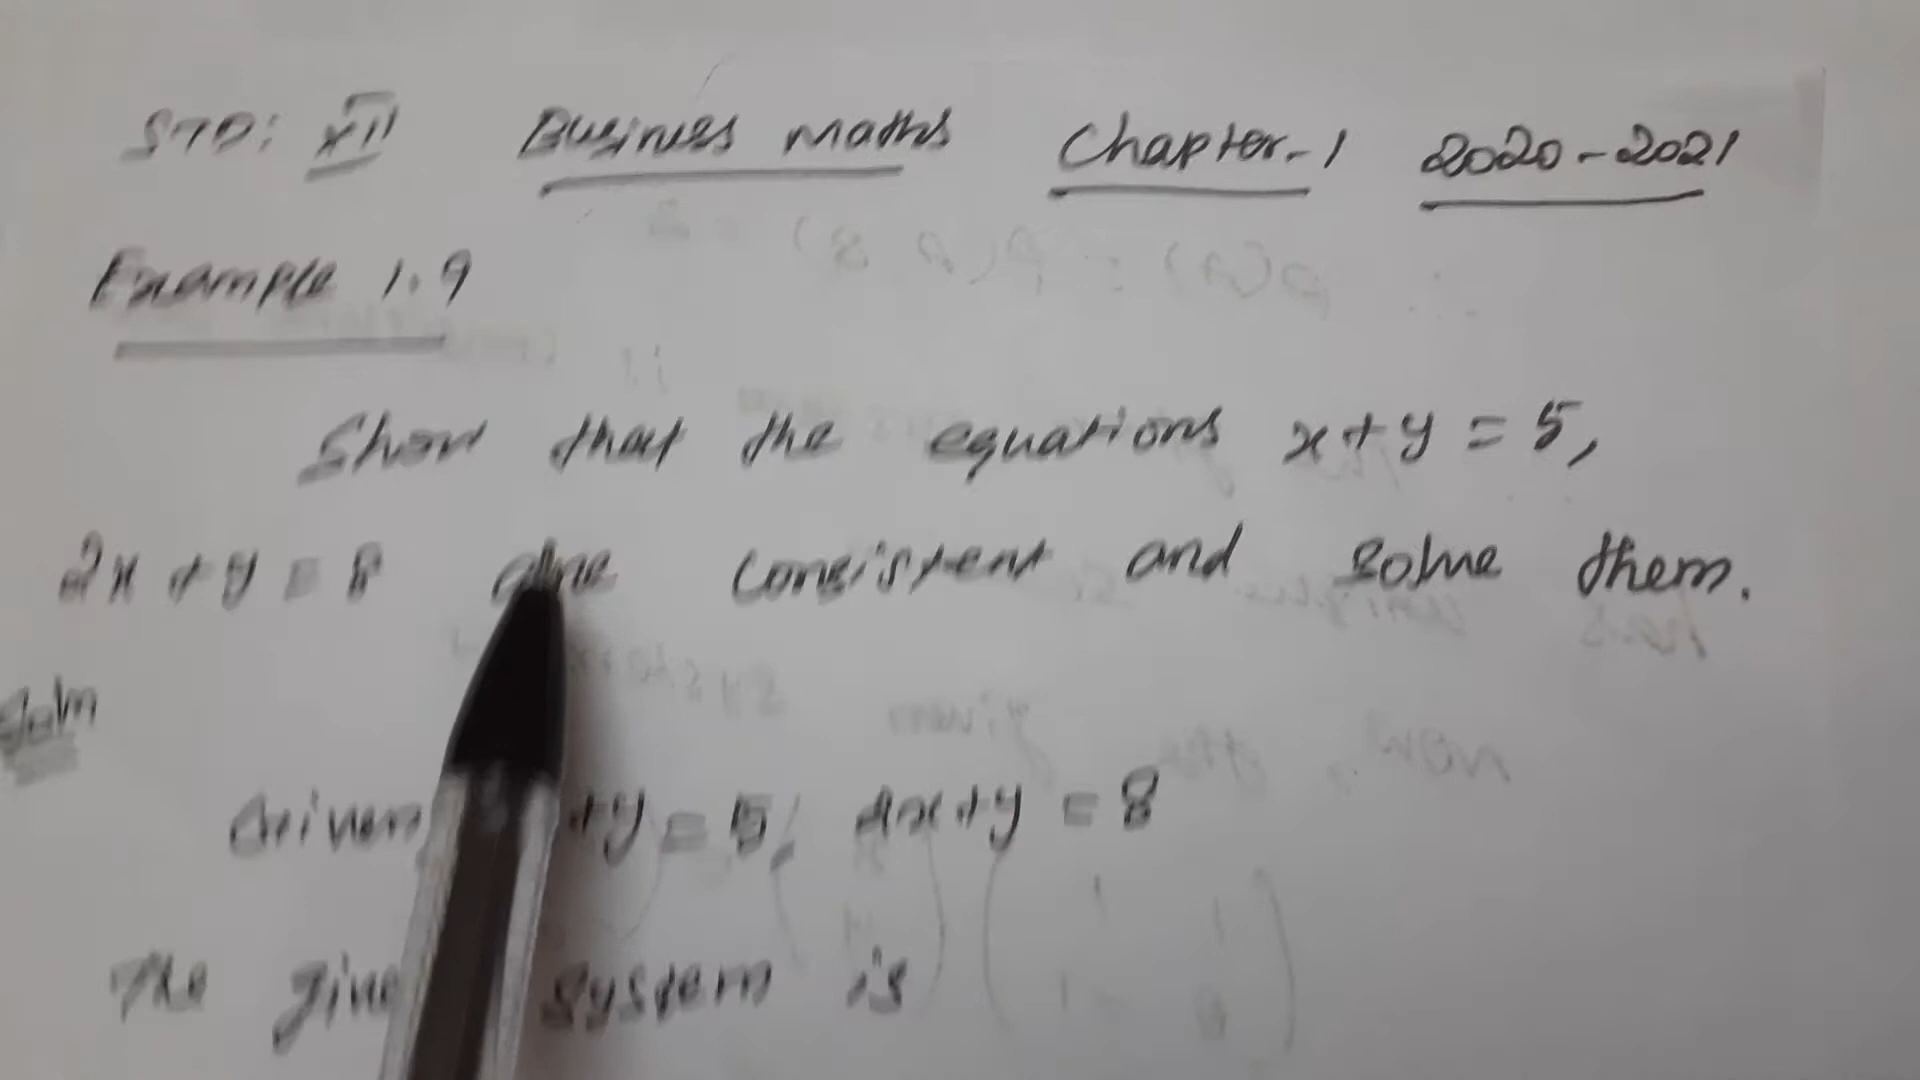 STD: XII Business Maths Chapter-1 2020-2021
Example 1.9
Show that the equations x+y=5,
2x+y=8 are consistent and solve them.
Soln
Given +y=5, 2x+y=8
The give system is